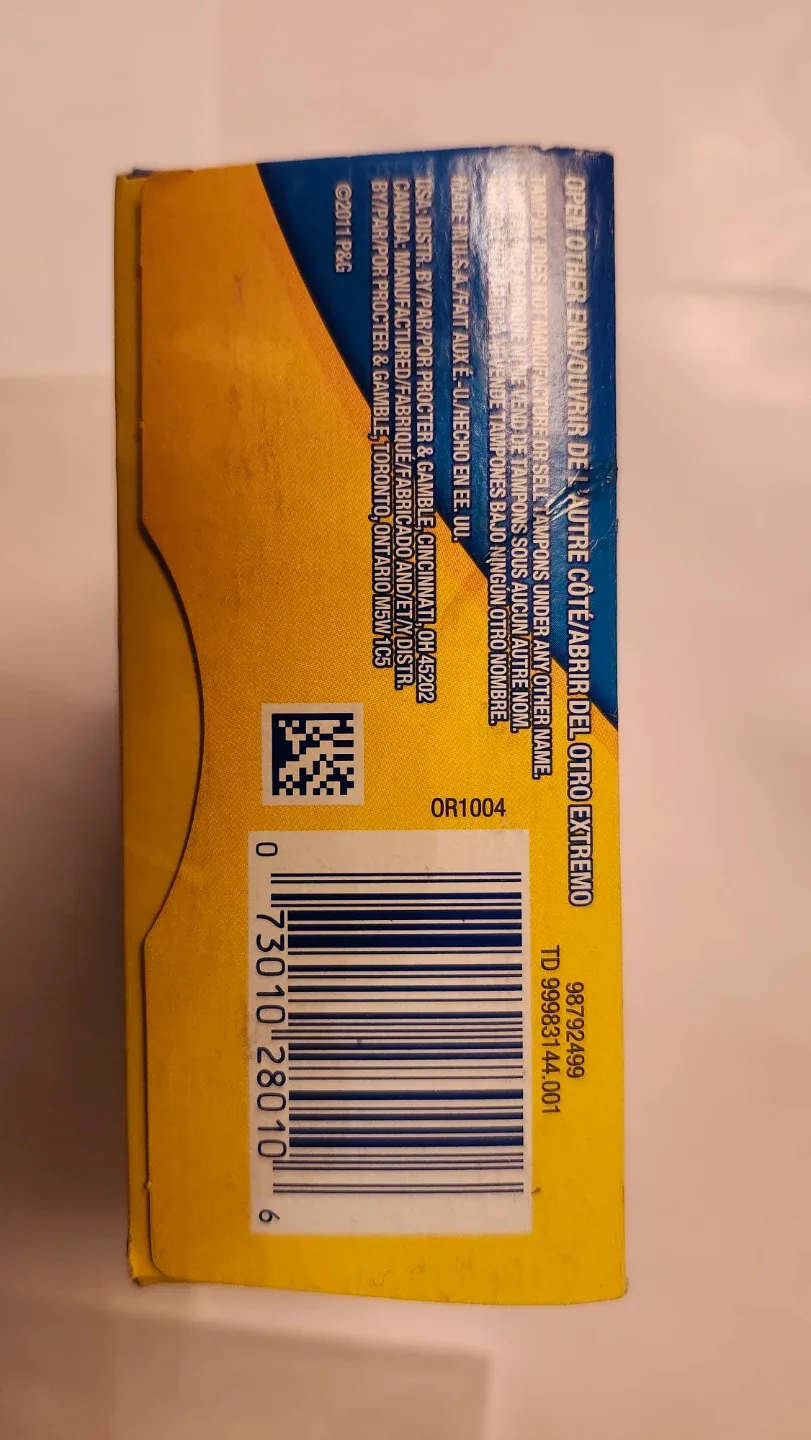 OPEN OTHER END/OUVRIR DE L'AUTRE CÔTÉ/ABRIR DEL OTRO EXTREMO
TAMPAX DOES NOT MANUFACTURE OR SELL TAMPONS UNDER ANY OTHER NAME.
VEND DE TAMPONS SOUS AUCUN AUTRE NOM.
VENDE TAMPONES BAJO NINGÚN OTRO NOMBRE.
MADE IN U.S.A./FAIT AUX É.-U./HECHO EN EE. UU.
USA: DISTR. BY/PAR/POR PROCTER & GAMBLE, CINCINNATI, OH 45202
CANADA: MANUFACTURED/FABRIQUÉ/FABRICADO AND/ET/Y DISTR.
BY/PAR/POR PROCTER & GAMBLE, TORONTO, ONTARIO M5W 1C5
©2011 P&G
98792499
TD 99983144.001
OR1004
0 73010 28010 6